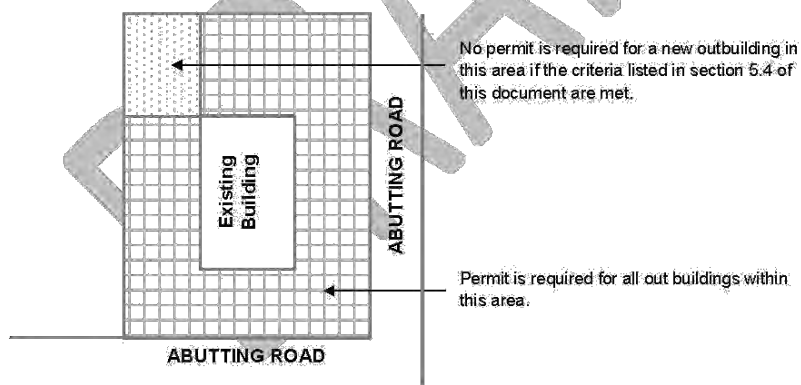 No permit is required for a new outbuilding in
this area if the criteria listed in section 5.4 of
this document are met.
ABUTTING ROAD
Existing
Building
Permit is required for all out buildings within
this area.
ABUTTING ROAD